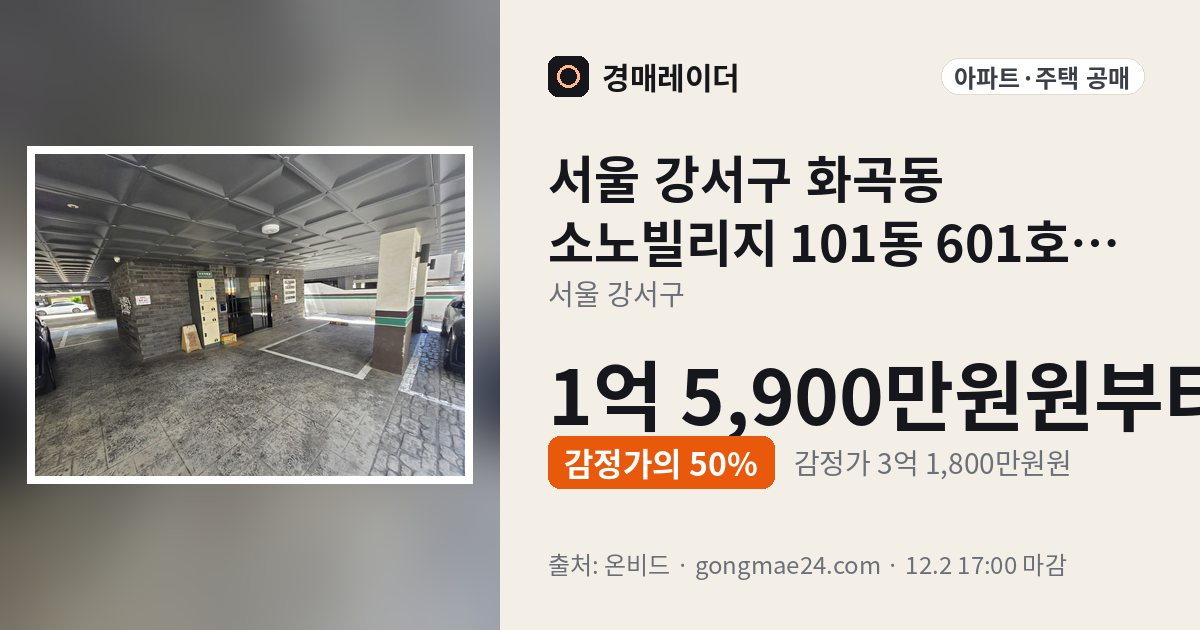 경매레이더
아파트·주택 공매
서울 강서구 화곡동
소노빌리지 101동 601호…
서울 강서구
1억 5,900만원원부터
감정가의 50%
감정가 3억 1,800만원원
출처: 온비드 · gongmae24.com · 12.2 17:00 마감